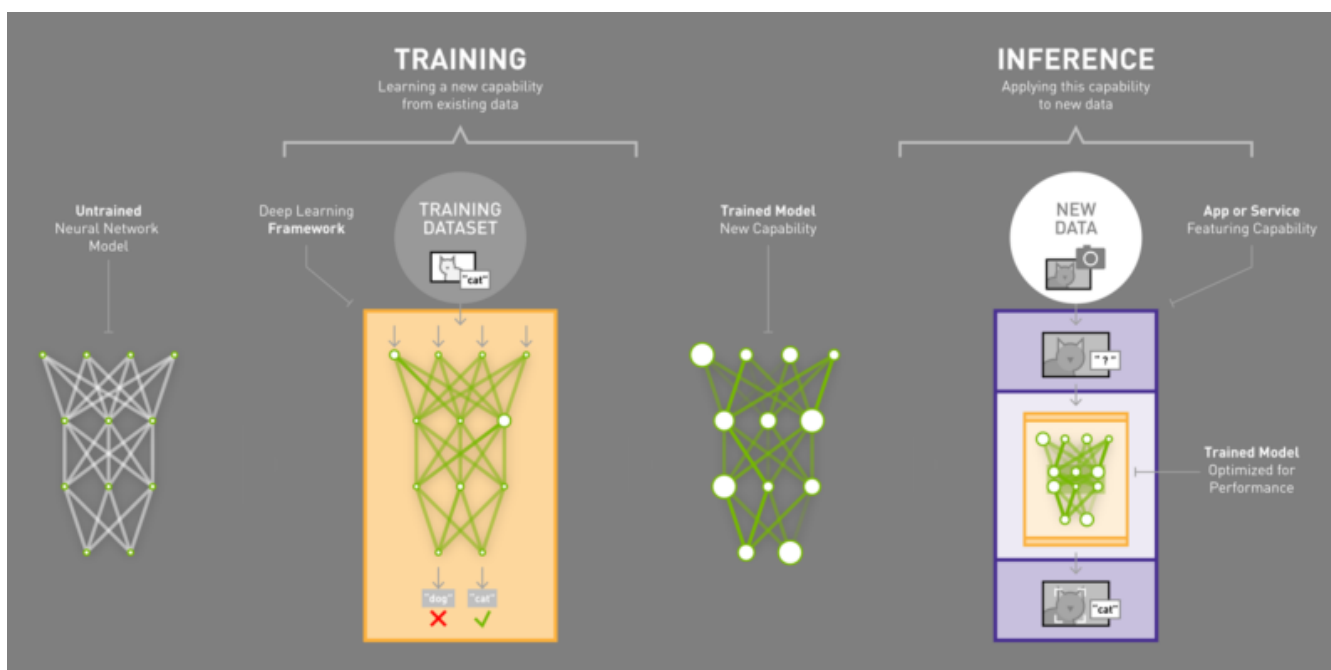 TRAINING
Learning a new capability
from existing data
INFERENCE
Applying this capability
to new data
Untrained
Neural Network
Model
Deep Learning
Framework
TRAINING
DATASET
"cat"
Trained Model
New Capability
NEW
DATA
App or Service
Featuring Capability
"?"
Trained Model
Optimized for
Performance
"dog"
"cat"
"cat"